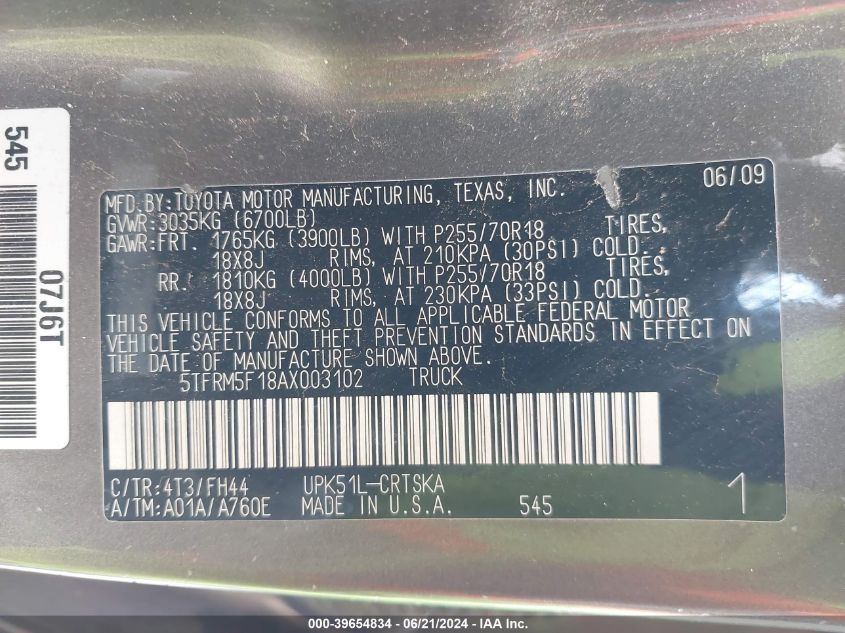 545
07J6T
MFD.BY:TOYOTA MOTOR MANUFACTURING, TEXAS, INC. 06/09
GVWR:3035KG (6700LB)
GAWR:FRT. 1765KG (3900LB) WITH P255/70R18 TIRES,
18X8J RIMS, AT 210KPA (30PSI) COLD.
RR. 1810KG (4000LB) WITH P255/70R18 TIRES,
18X8J RIMS, AT 230KPA (33PSI) COLD.
THIS VEHICLE CONFORMS TO ALL APPLICABLE FEDERAL MOTOR
VEHICLE SAFETY AND THEFT PREVENTION STANDARDS IN EFFECT ON
THE DATE OF MANUFACTURE SHOWN ABOVE.
5TFRM5F18AX003102 TRUCK
C/TR:4T3/FH44 UPK51L-CRTSKA
A/TM:A01A/A760E MADE IN U.S.A. 545 1
000-39654834 - 06/21/2024 - IAA Inc.